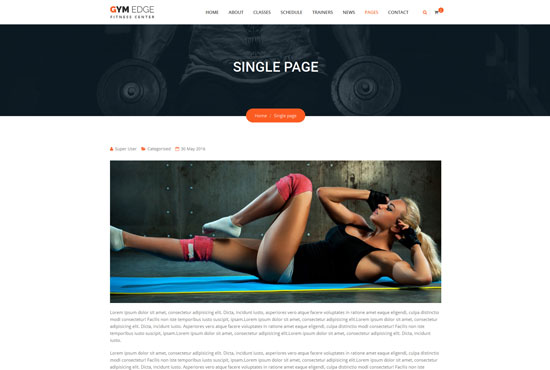 GYM EDGE
FITNESS CENTER
HOME ABOUT CLASSES SCHEDULE TRAINERS NEWS PAGES CONTACT
SINGLE PAGE
Home / Single page
Super User Categorized 30 May 2016
Lorem ipsum dolor sit amet, consectetur adipisicing elit. Dicta, incidunt iusto, asperiores vero atque facere voluptates in ratione amet eaque eligendi, culpa distinctio
modi consectetur! Facilis non iste temporibus suscipit, ipsam.Lorem ipsum dolor sit amet, consectetur adipisicing elit.Lorem ipsum dolor sit amet, consectetur adipisicing
elit. Dicta, incidunt iusto. Asperiores vero atque facere voluptates in ratione amet eaque eligendi, culpa distinctio modi consectetur! Facilis non iste
temporibus suscipit, ipsam.Lorem ipsum dolor sit amet, consectetur adipisicing elit.Lorem ipsum dolor sit amet, consectetur adipisicing elit. Dicta, incidunt
iusto.
Lorem ipsum dolor sit amet, consectetur adipisicing elit. Dicta, incidunt iusto, asperiores vero atque facere voluptates in ratione amet eaque eligendi, culpa distinctio
modi consectetur! Facilis non iste temporibus suscipit, ipsam.Lorem ipsum dolor sit amet, consectetur adipisicing elit.Lorem ipsum dolor sit amet, consectetur adipisicing
elit. Dicta, incidunt iusto. Asperiores vero atque facere voluptates in ratione amet eaque eligendi, culpa distinctio modi consectetur! Facilis non iste